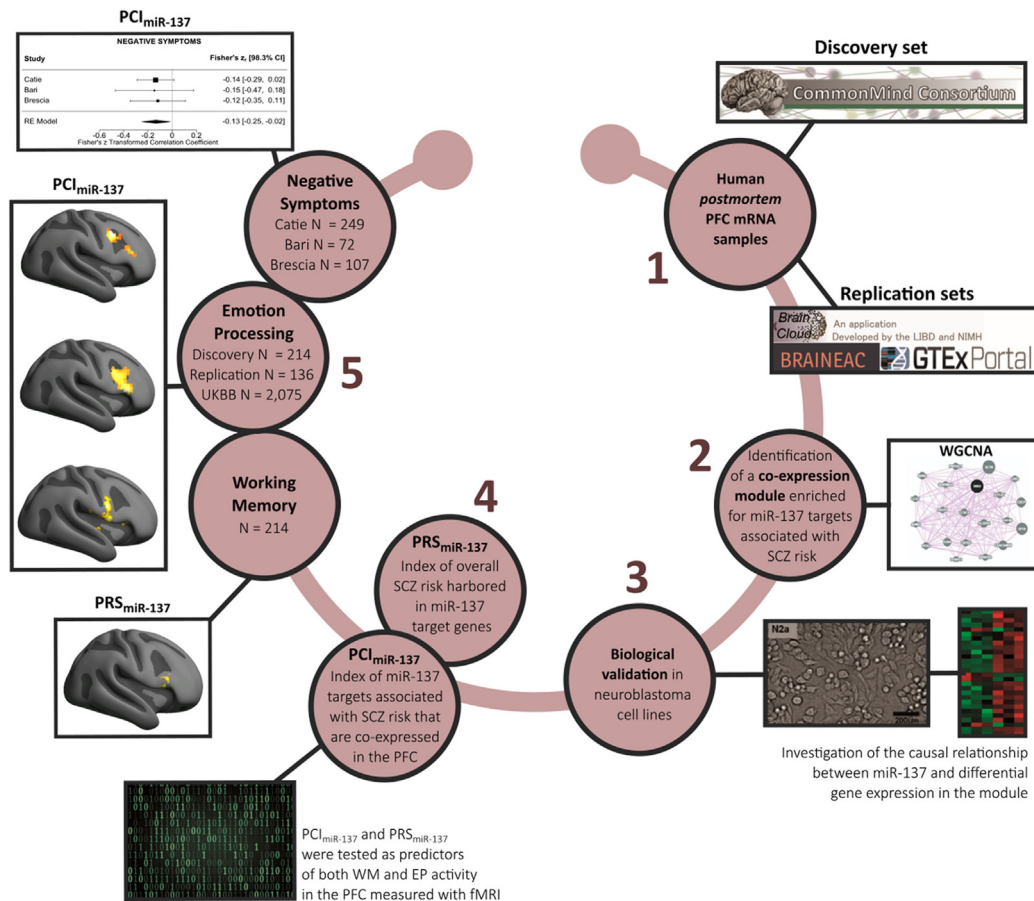 PCImiR-137
NEGATIVE SYMPTOMS
Study Fisher's z, [98.3% CI]
Catie -0.14 [-0.29, 0.02]
Bari -0.15 [-0.47, 0.18]
Brescia -0.12 [-0.35, 0.11]
RE Model -0.13 [-0.25, -0.02]
-0.6 -0.4 -0.2 0 0.2
Fisher's z Transformed Correlation Coefficient
Discovery set
CommonMind Consortium
1
Human
postmortem
PFC mRNA
samples
Replication sets
Brain
Cloud
An application
Developed by the LIBD and NIMH
BRAINEAC
GTExPortal
2
Identification
of a co-expression
module enriched
for miR-137 targets
associated with
SCZ risk
WGCNA
3
Biological
validation in
neuroblastoma
cell lines
N2a
200um
Investigation of the causal relationship
between miR-137 and differential
gene expression in the module
4
PRSmiR-137
Index of overall
SCZ risk harbored
in miR-137
target genes
PCImiR-137
Index of miR-137
targets associated
with SCZ risk that
are co-expressed
in the PFC
PCImiR-137 and PRSmiR-137
were tested as predictors
of both WM and EP activity
in the PFC measured with fMRI
5
Negative
Symptoms
Catie N = 249
Bari N = 72
Brescia N = 107
Emotion
Processing
Discovery N = 214
Replication N = 136
UKBB N = 2,075
Working
Memory
N = 214
PCImiR-137
PRSmiR-137